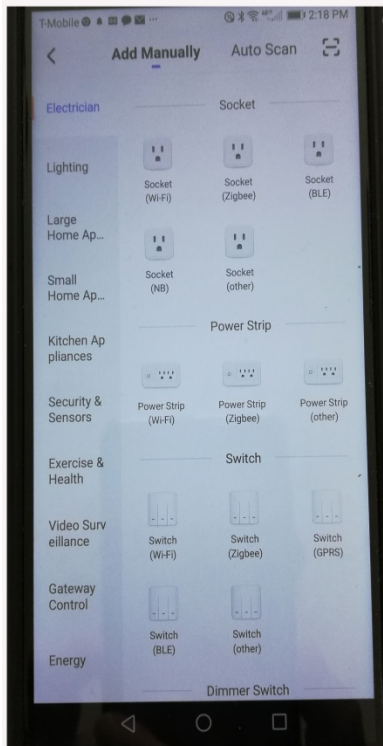 T-Mobile 2:18 PM
Add Manually Auto Scan
Electrician
Lighting
Large
Home Ap...
Small
Home Ap...
Kitchen Ap
pliances
Security &
Sensors
Exercise &
Health
Video Surv
eillance
Gateway
Control
Energy
Socket
Socket
(Wi-Fi)
Socket
(Zigbee)
Socket
(BLE)
Socket
(NB)
Socket
(other)
Power Strip
Power Strip
(Wi-Fi)
Power Strip
(Zigbee)
Power Strip
(other)
Switch
Switch
(Wi-Fi)
Switch
(Zigbee)
Switch
(GPRS)
Switch
(BLE)
Switch
(other)
Dimmer Switch